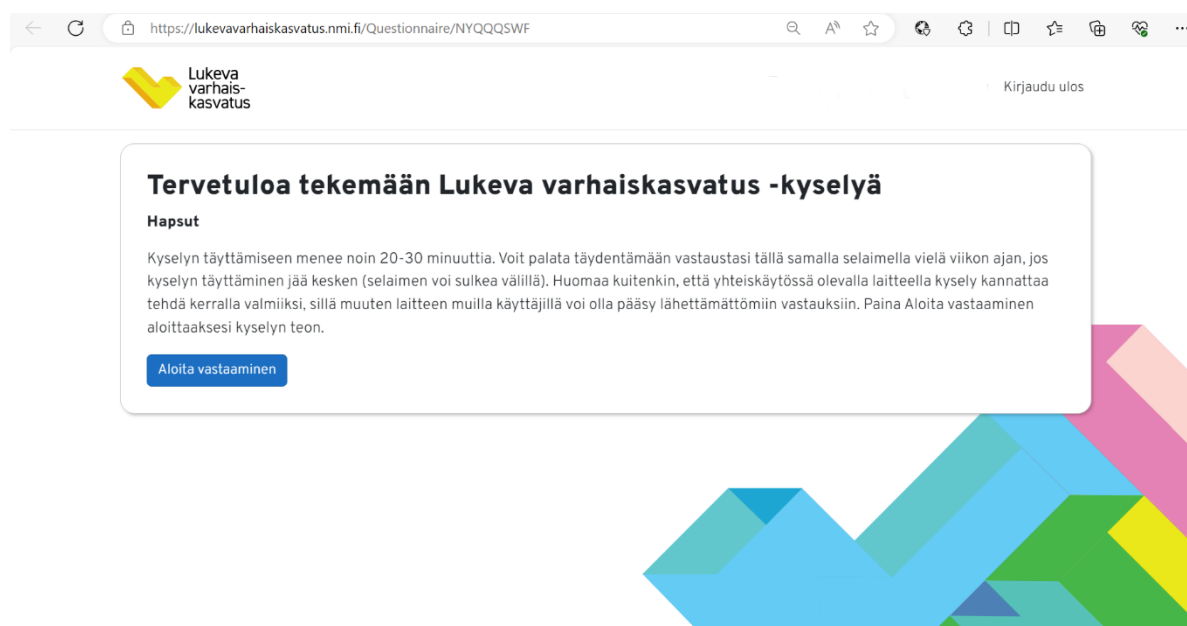 https://lukevavarhaiskasvatus.nmi.fi/Questionnaire/NYQQQSWF
Lukeva
varhais-
kasvatus
Kirjaudu ulos
Tervetuloa tekemään Lukeva varhaiskasvatus -kyselyä
Hapsut
Kyselyn täyttämiseen menee noin 20-30 minuuttia. Voit palata täydentämään vastaustasi tällä samalla selaimella vielä viikon ajan, jos
kyselyn täyttäminen jää kesken (selaimen voi sulkea välillä). Huomaa kuitenkin, että yhteiskäytössä olevalla laitteella kysely kannattaa
tehdä kerralla valmiiksi, sillä muuten laitteen muilla käyttäjillä voi olla pääsy lähettämättömiin vastauksiin. Paina Aloita vastaaminen
aloittaaksesi kyselyn teon.
Aloita vastaaminen